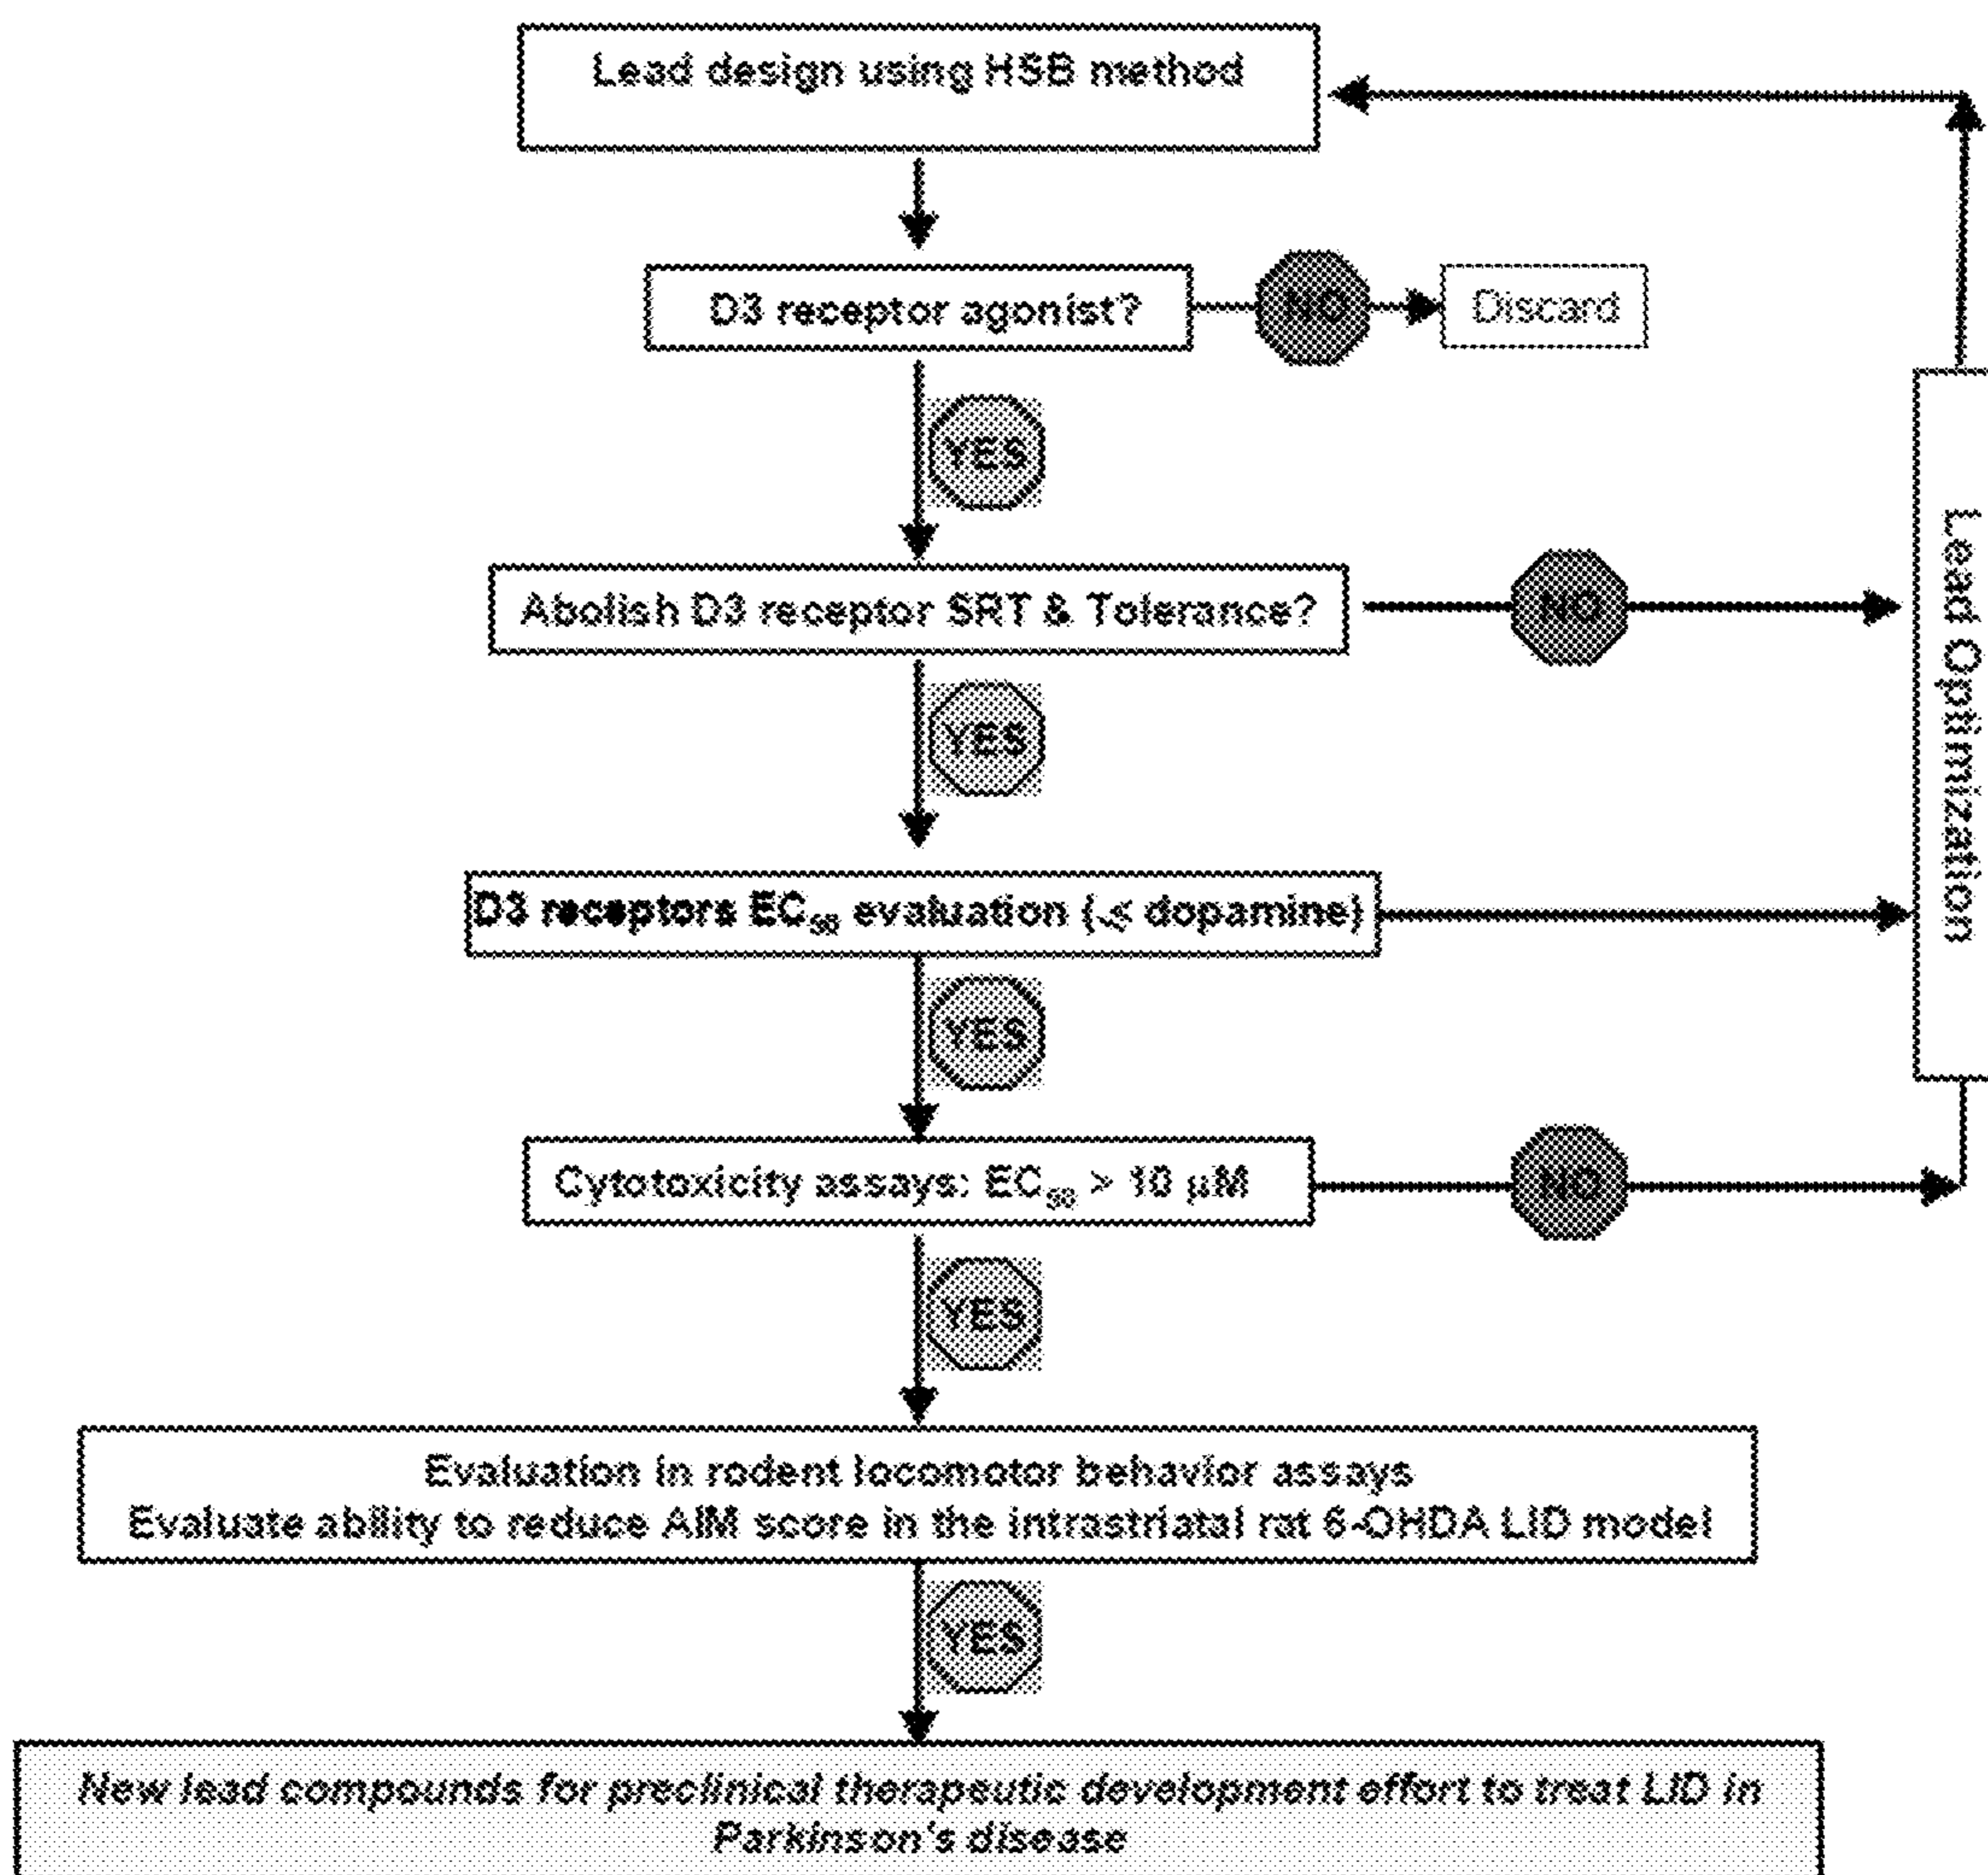 Lead design using HSB method
D3 receptor agonist?
NO
Discard
YES
Abolish D3 receptor SRT & Tolerance?
NO
Lead Optimization
YES
D3 receptors EC₅₀ evaluation (≤ dopamine)
YES
Cytotoxicity assays: EC₅₀ > 10 µM
NO
YES
Evaluation in rodent locomotor behavior assays
Evaluate ability to reduce AIM score in the intrastriatal rat 6-OHDA LID model
YES
New lead compounds for preclinical therapeutic development effort to treat LID in
Parkinson's disease